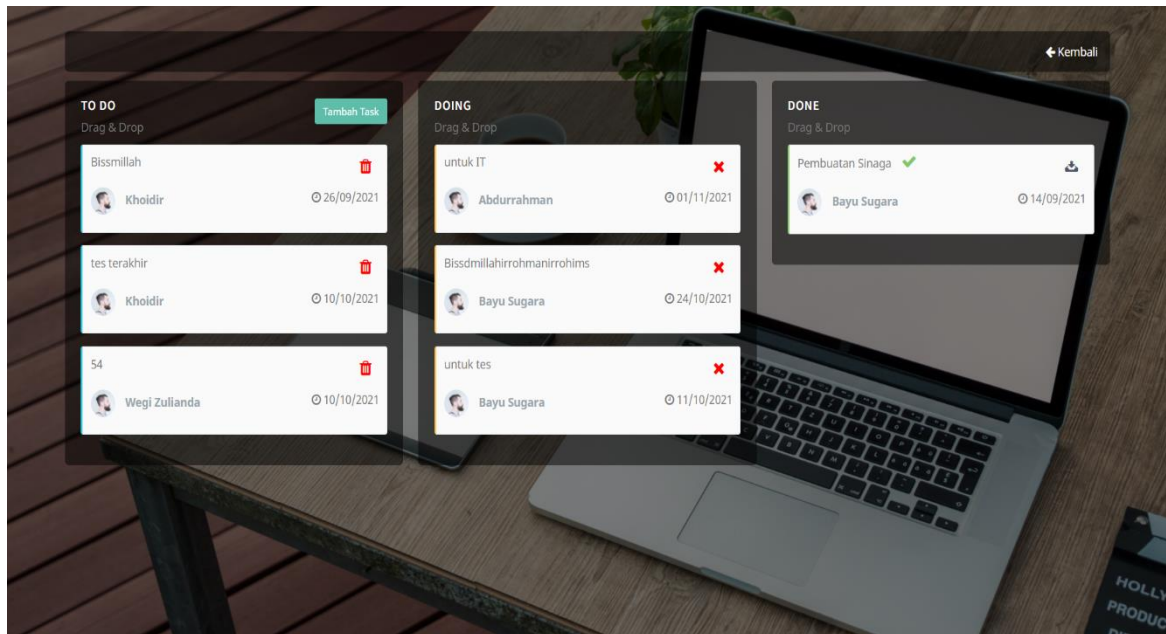 Kembali
TO DO
Tambah Task
Drag & Drop
Bissmillah
Khoidir 26/09/2021
tes terakhir
Khoidir 10/10/2021
54
Wegi Zulianda 10/10/2021
DOING
Drag & Drop
untuk IT
Abdurrahman 01/11/2021
Bissdmillahirrohmanirrohims
Bayu Sugara 24/10/2021
untuk tes
Bayu Sugara 11/10/2021
DONE
Drag & Drop
Pembuatan Sinaga
Bayu Sugara 14/09/2021
HOLLY
PRODUC